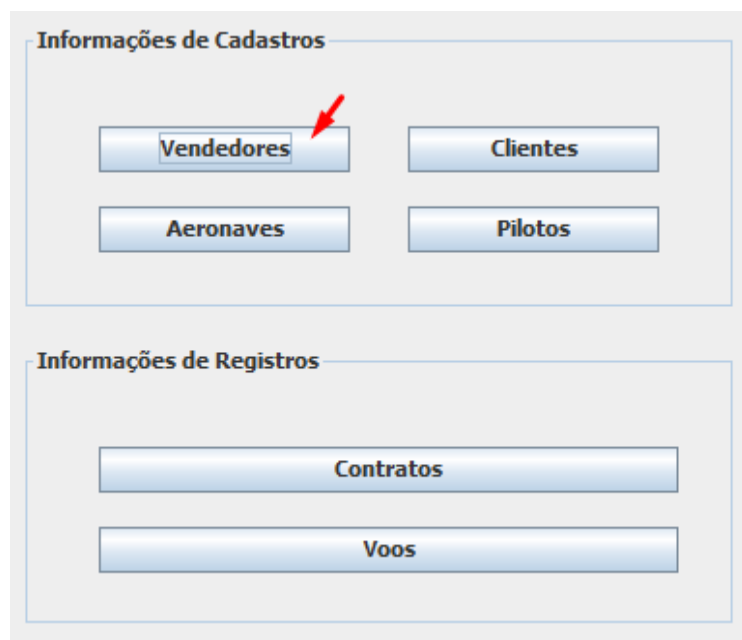 Informações de Cadastros
Vendedores
Clientes
Aeronaves
Pilotos
Informações de Registros
Contratos
Voos